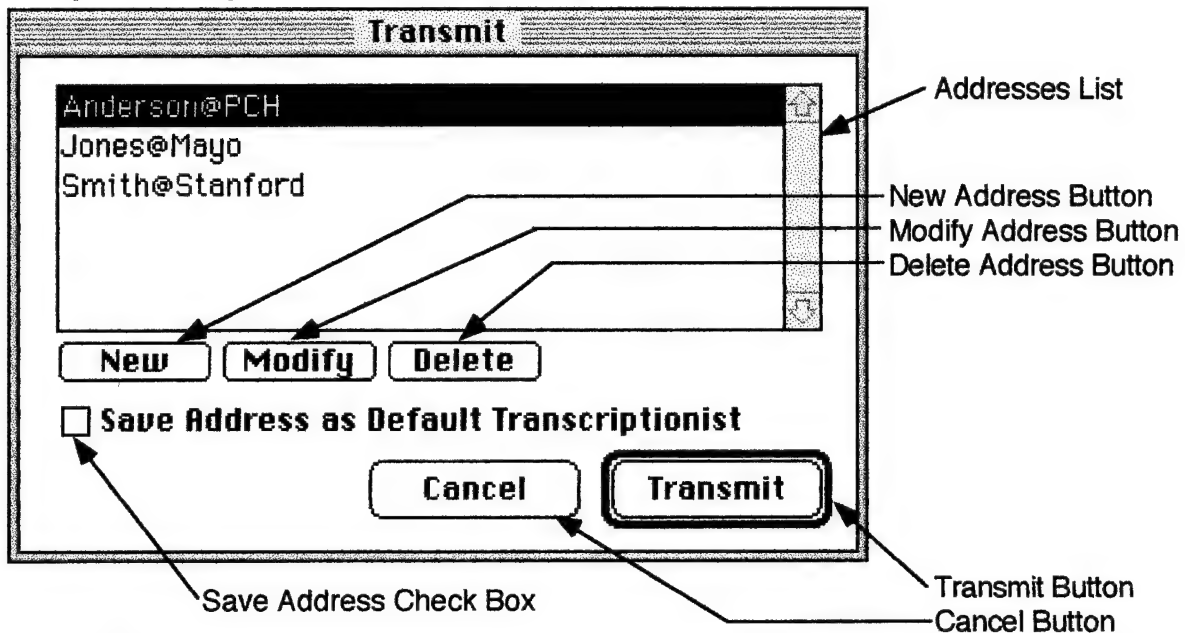 Transmit
Anderson@PCH
Jones@Mayo
Smith@Stanford
Addresses List
New Address Button
Modify Address Button
Delete Address Button
New Modify Delete
Save Address as Default Transcriptionist
Cancel Transmit
Save Address Check Box
Transmit Button
Cancel Button